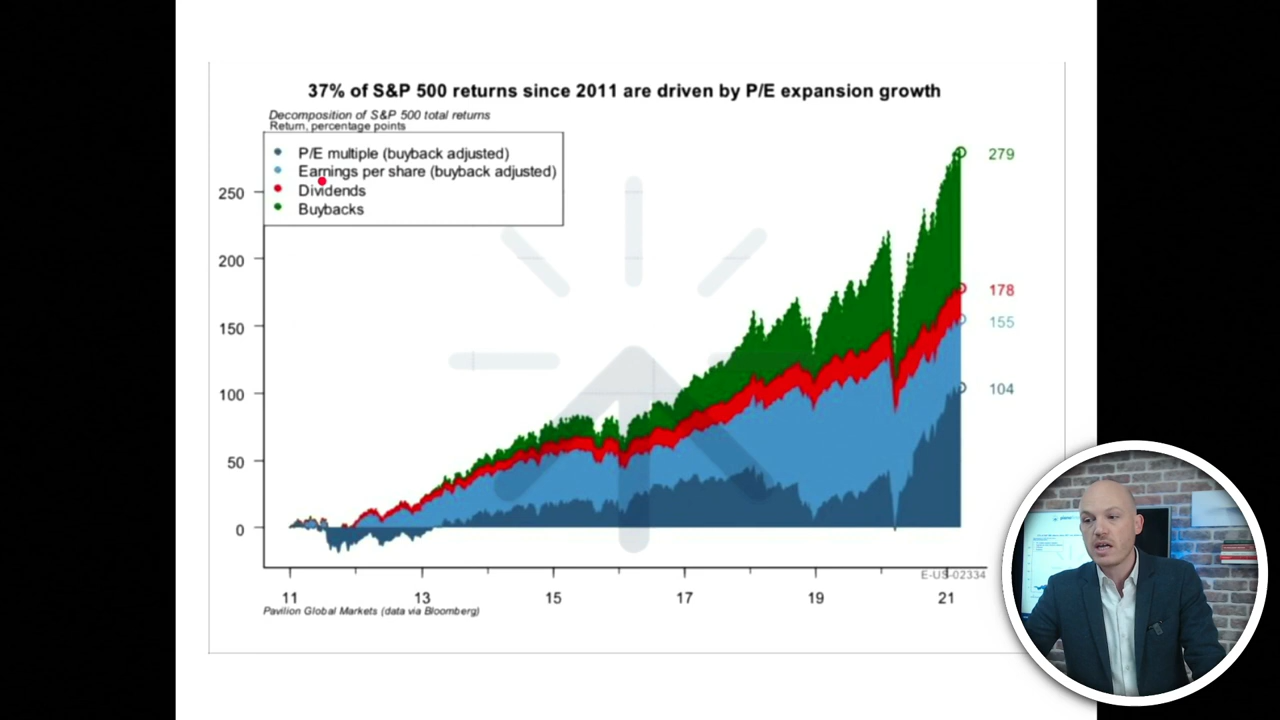 37% of S&P 500 returns since 2011 are driven by P/E expansion growth
Decomposition of S&P 500 total returns
Return, percentage points
P/E multiple (buyback adjusted)
Earnings per share (buyback adjusted)
Dividends
Buybacks
279
250
200
178
155
150
104
100
50
0
E-US-02334
11 13 15 17 19 21
Pavilion Global Markets (data via Bloomberg)